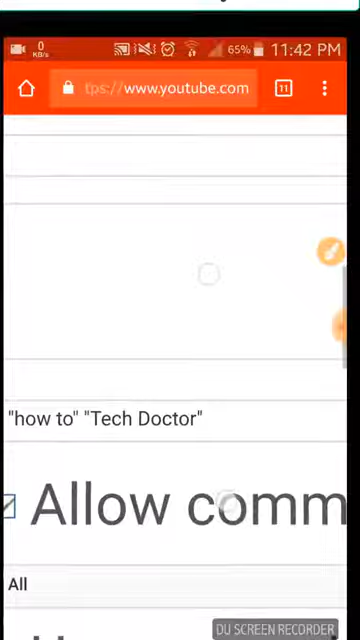 0
KB/s
65%
11:42 PM
tps://www.youtube.com
11
"how to" "Tech Doctor"
Allow comm
All
DU SCREEN RECORDER